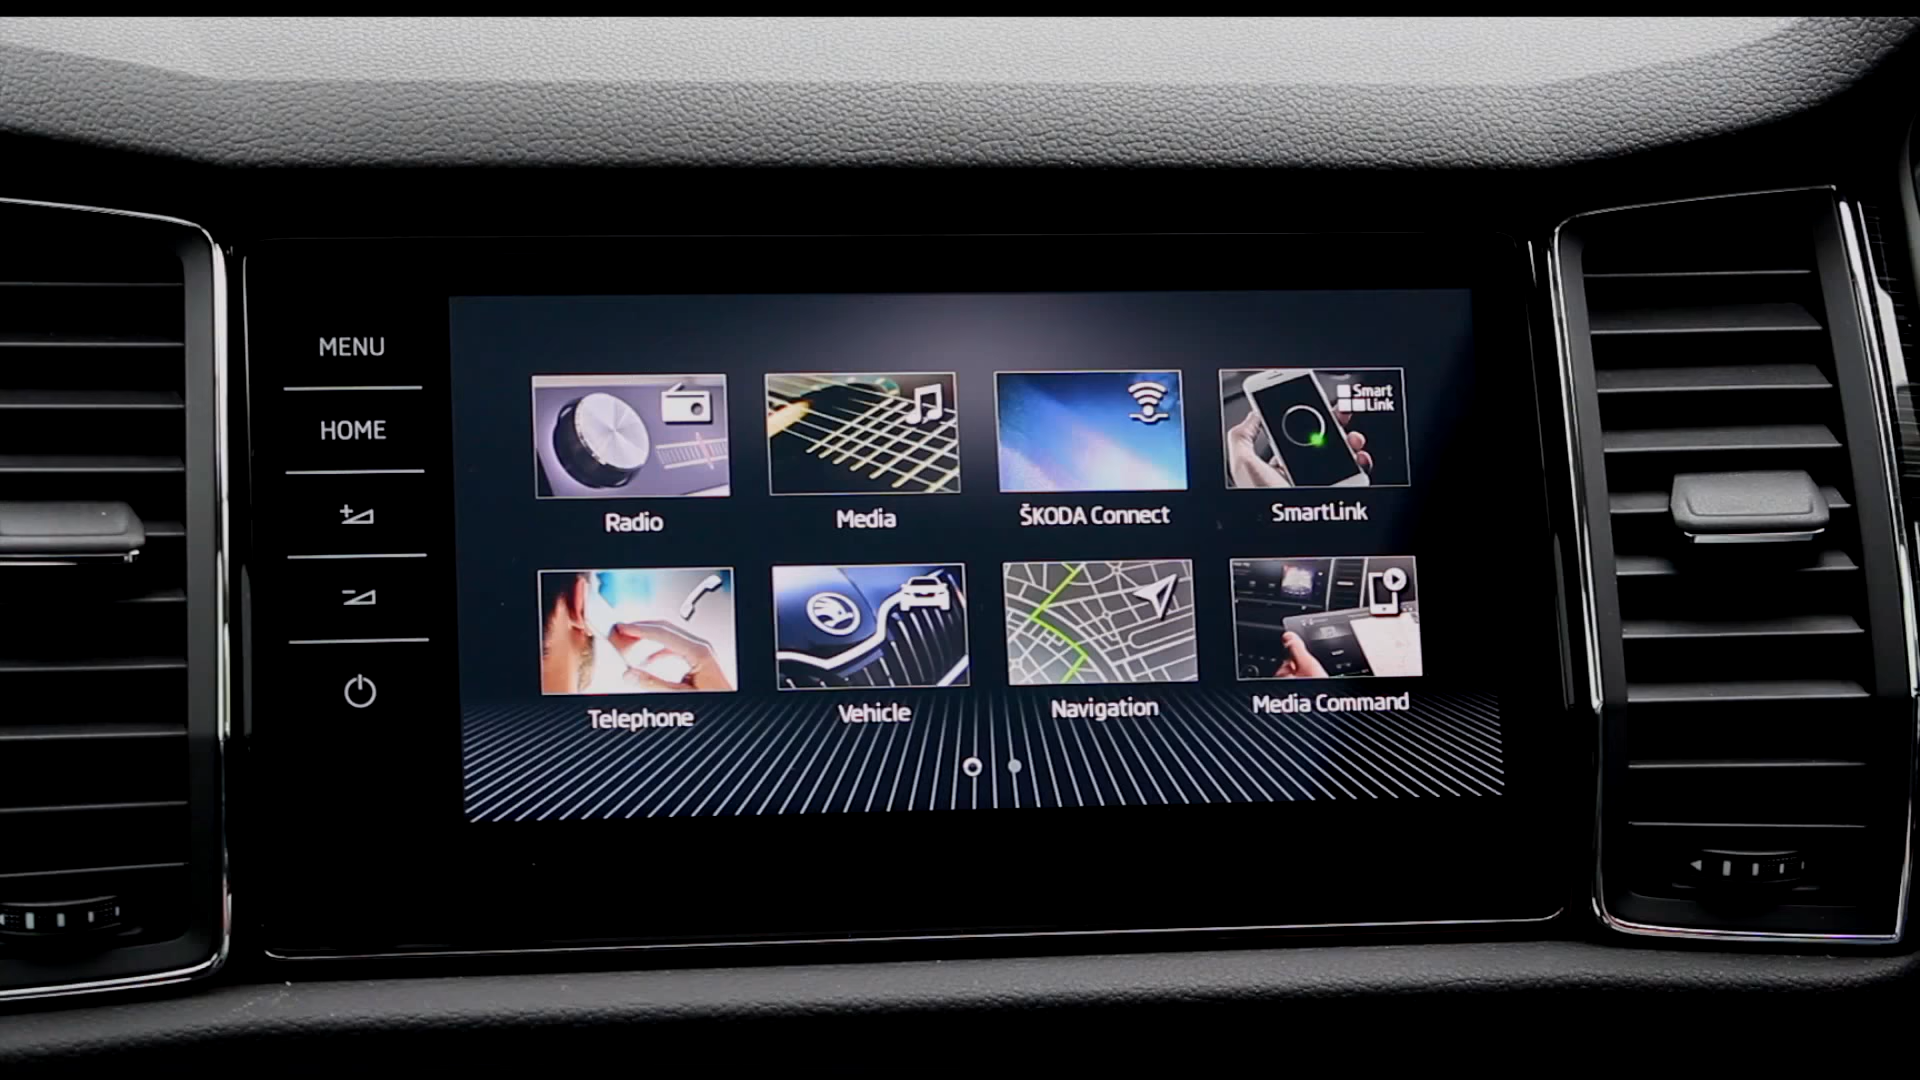 MENU
HOME
Smart
Link
Radio
Media
ŠKODA Connect
SmartLink
Telephone
Vehicle
Navigation
Media Command